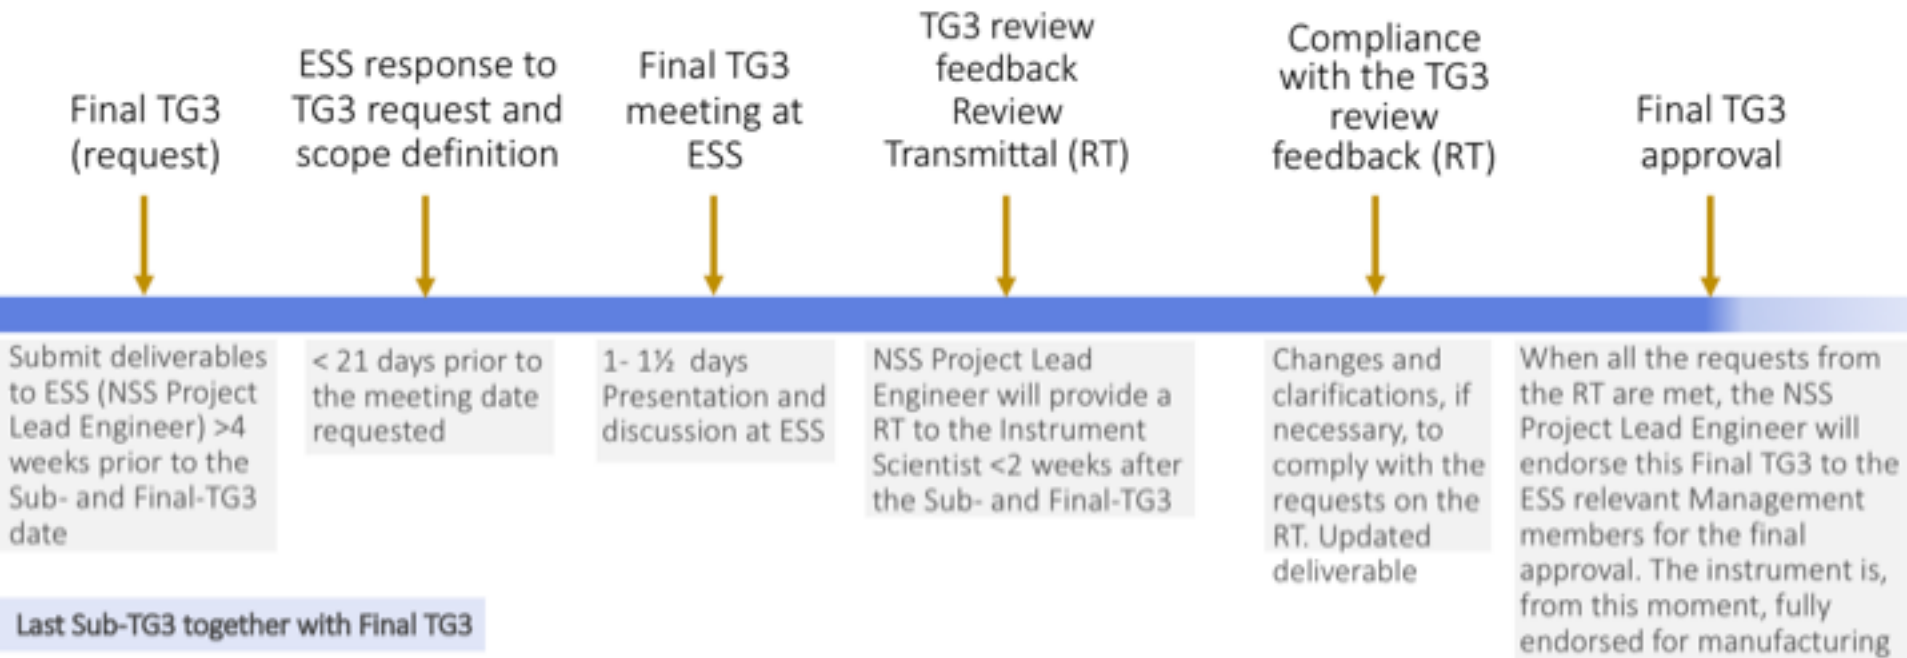 Final TG3
(request)
ESS response to
TG3 request and
scope definition
Final TG3
meeting at
ESS
TG3 review
feedback
Review
Transmittal (RT)
Compliance
with the TG3
review
feedback (RT)
Final TG3
approval
Submit deliverables
to ESS (NSS Project
Lead Engineer) >4
weeks prior to the
Sub- and Final-TG3
date
< 21 days prior to
the meeting date
requested
1- 1½ days
Presentation and
discussion at ESS
NSS Project Lead
Engineer will provide a
RT to the Instrument
Scientist <2 weeks after
the Sub- and Final-TG3
Changes and
clarifications, if
necessary, to
comply with the
requests on the
RT. Updated
deliverable
When all the requests from
the RT are met, the NSS
Project Lead Engineer will
endorse this Final TG3 to the
ESS relevant Management
members for the final
approval. The instrument is,
from this moment, fully
endorsed for manufacturing
Last Sub-TG3 together with Final TG3